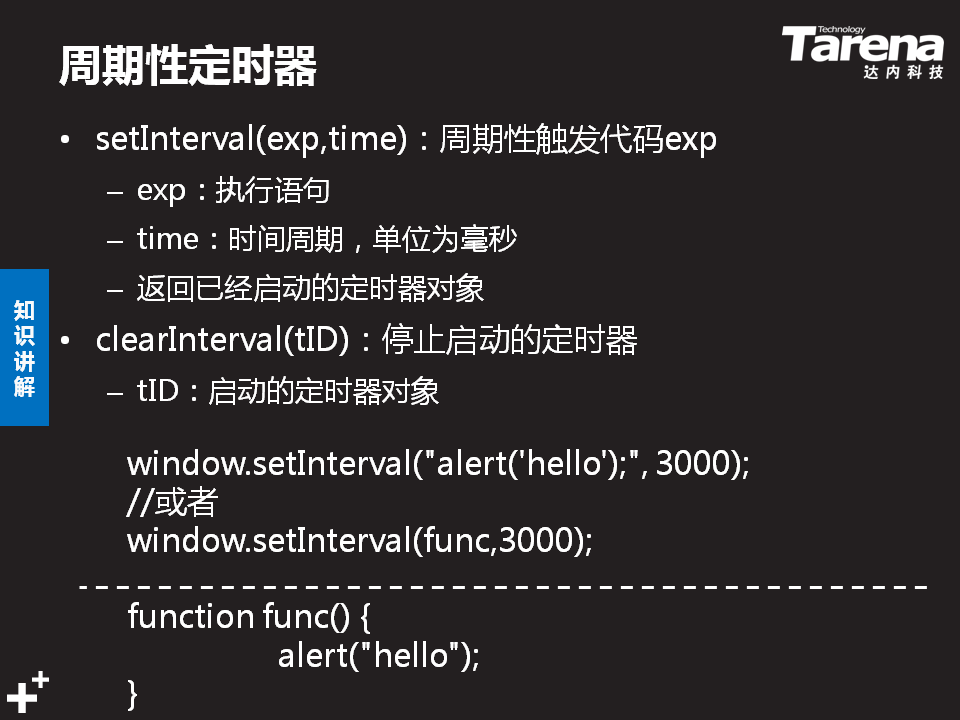 周期性定时器
Technology
Tarena
达内科技
• setInterval(exp,time)：周期性触发代码exp
– exp：执行语句
– time：时间周期，单位为毫秒
– 返回已经启动的定时器对象
• clearInterval(tID)：停止启动的定时器
– tID：启动的定时器对象
知识讲解
window.setInterval("alert('hello');", 3000);
//或者
window.setInterval(func,3000);
function func() {
alert("hello");
}